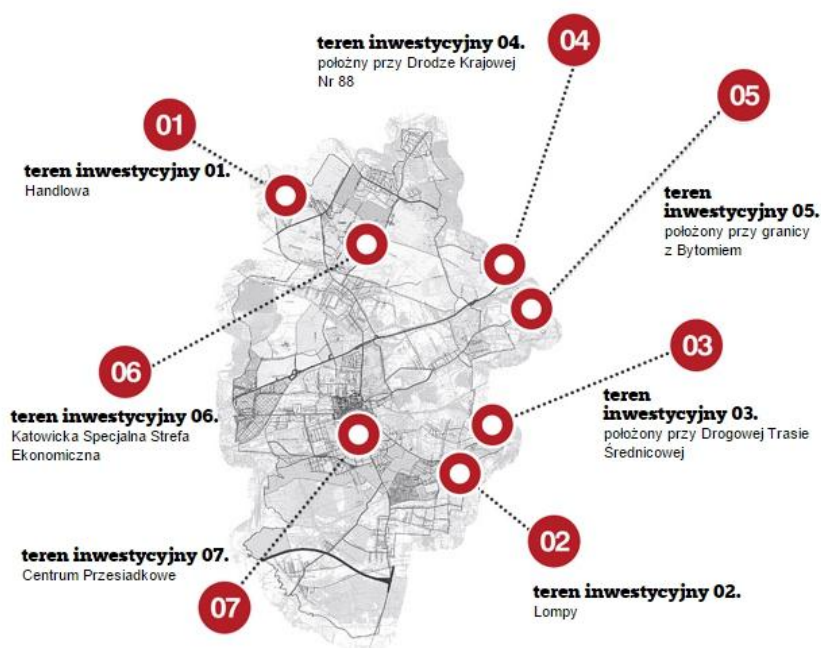 teren inwestycyjny 04.
położny przy Drodze Krajowej
Nr 88
04
05
01
teren inwestycyjny 01.
Handlowa
teren
inwestycyjny 05.
położony przy granicy
z Bytomiem
06
03
teren inwestycyjny 06.
Katowicka Specjalna Strefa
Ekonomiczna
teren
inwestycyjny 03.
położony przy Drogowej Trasie
Średnicowej
teren inwestycyjny 07.
Centrum Przesiadkowe
07
02
teren inwestycyjny 02.
Lompy